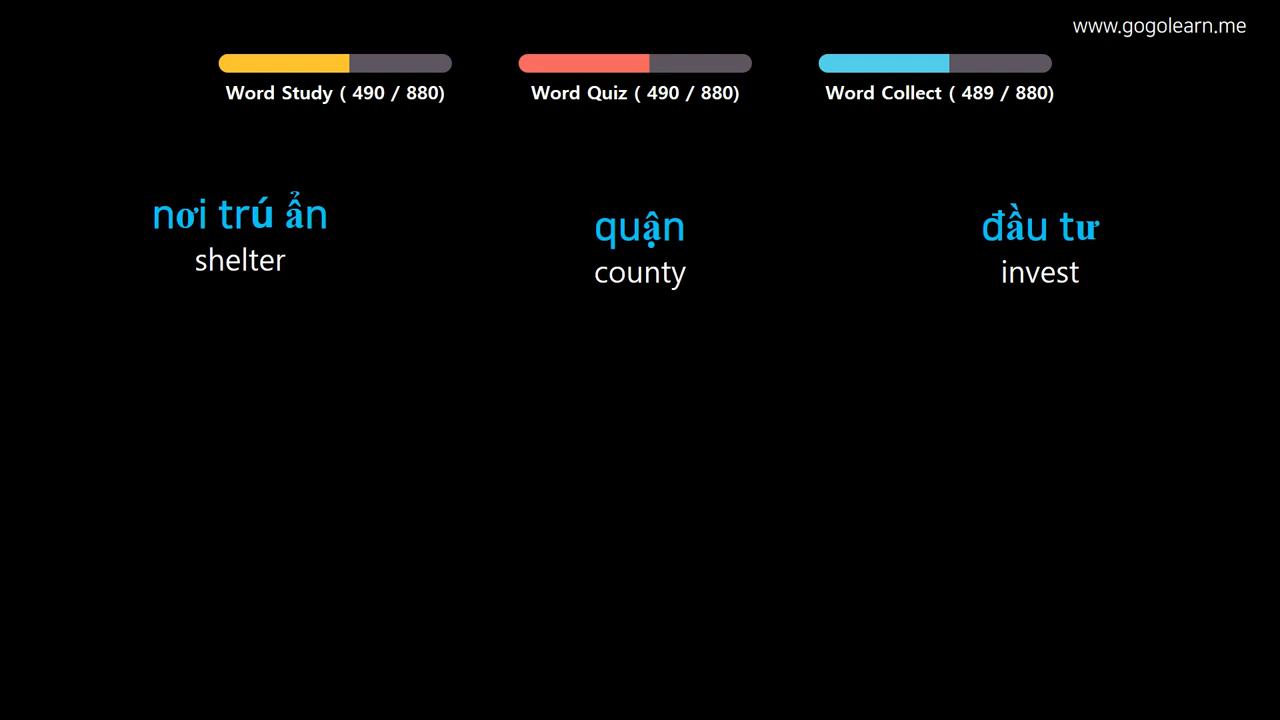 www.gogolearn.me
Word Study ( 490 / 880)
Word Quiz ( 490 / 880)
Word Collect ( 489 / 880)
nơi trú ẩn
shelter
quận
county
đầu tư
invest